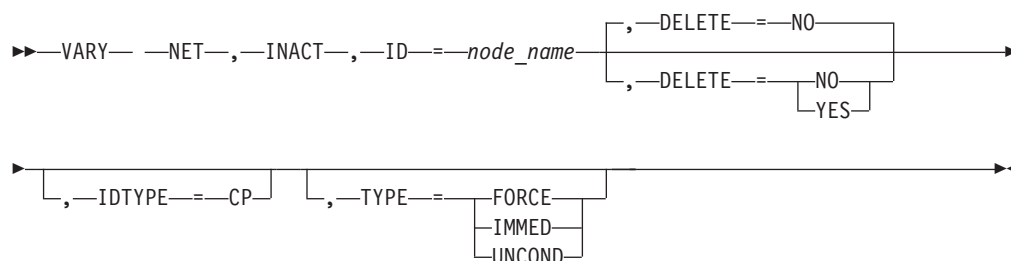 , DELETE = NO
VARY NET , INACT , ID = node_name
, DELETE = NO
YES
, IDTYPE = CP , TYPE = FORCE
IMMED
UNCOND